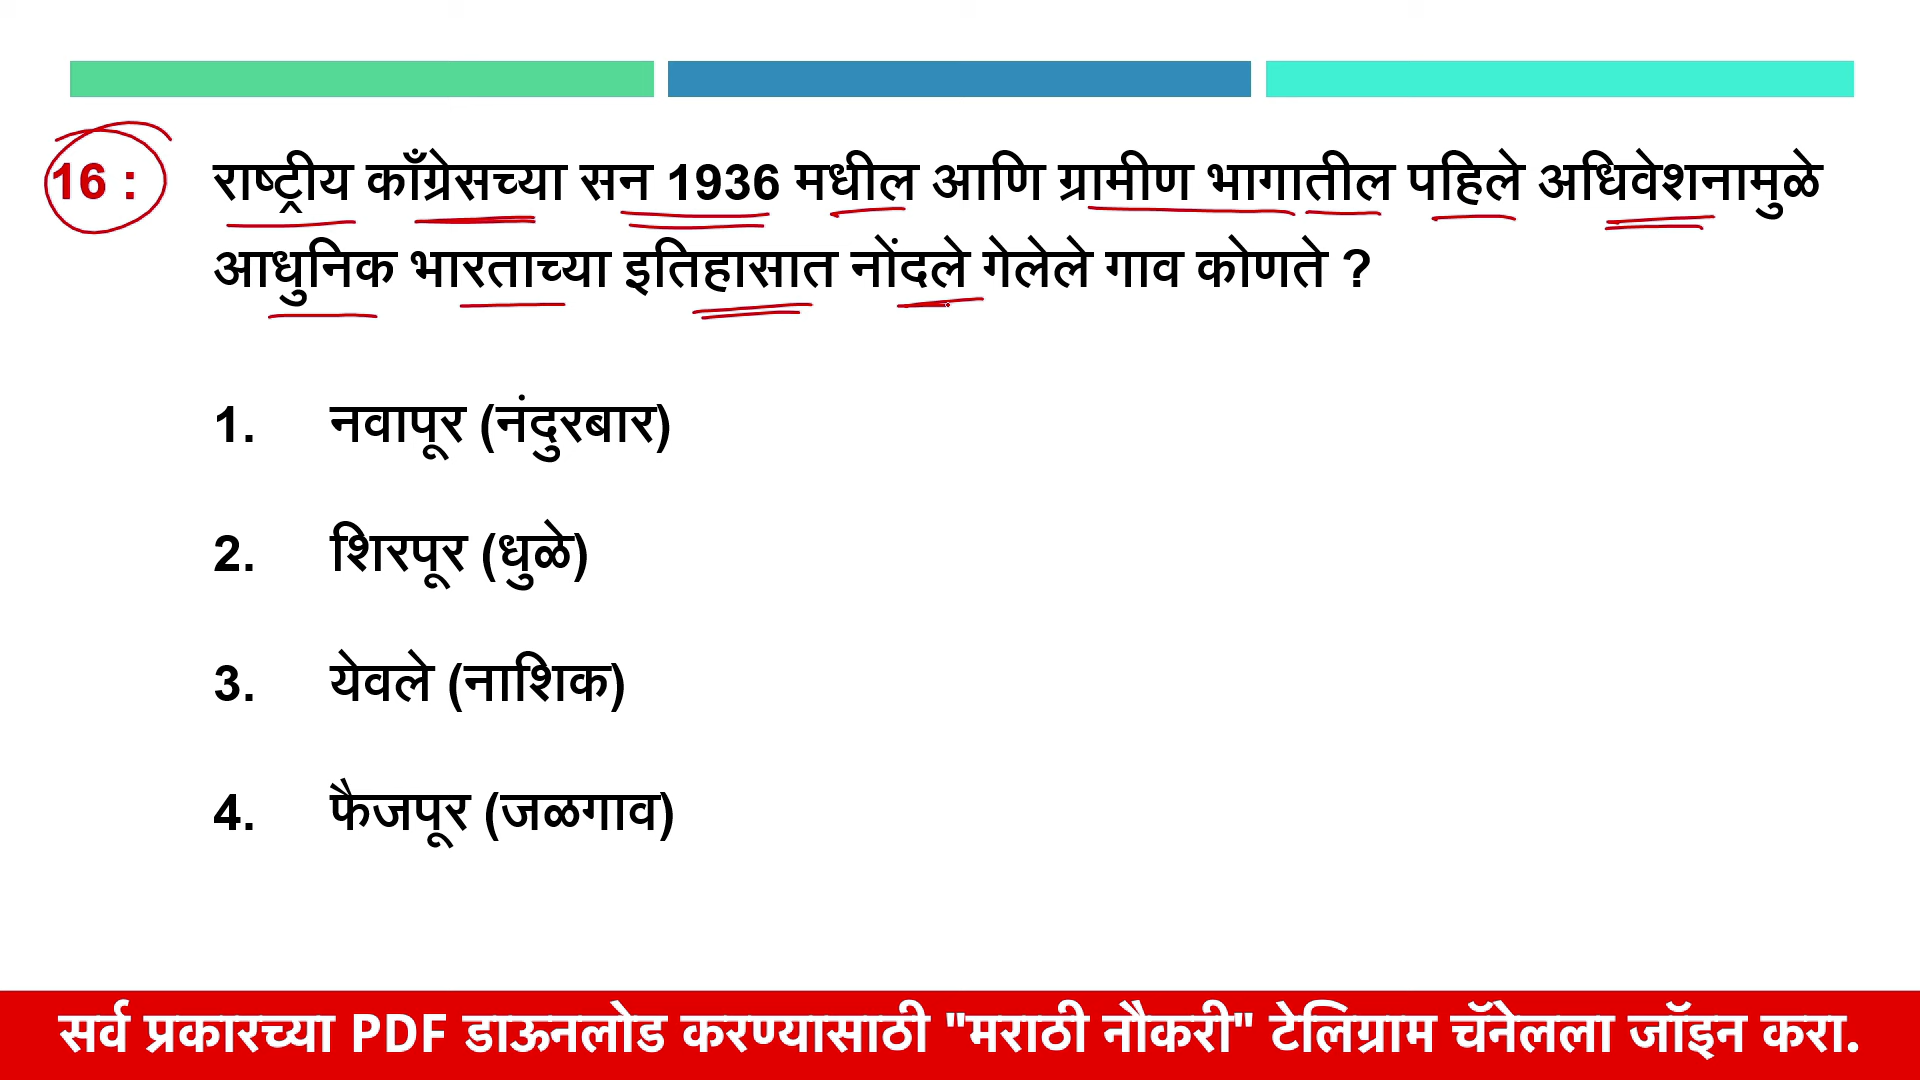 16 : राष्ट्रीय काँग्रेसच्या सन 1936 मधील आणि ग्रामीण भागातील पहिले अधिवेशनामुळे
आधुनिक भारताच्या इतिहासात नोंदले गेलेले गाव कोणते ?
1. नवापूर (नंदुरबार)
2. शिरपूर (धुळे)
3. येवले (नाशिक)
4. फैजपूर (जळगाव)
सर्व प्रकारच्या PDF डाऊनलोड करण्यासाठी "मराठी नौकरी" टेलिग्राम चॅनेलला जॉइन करा.